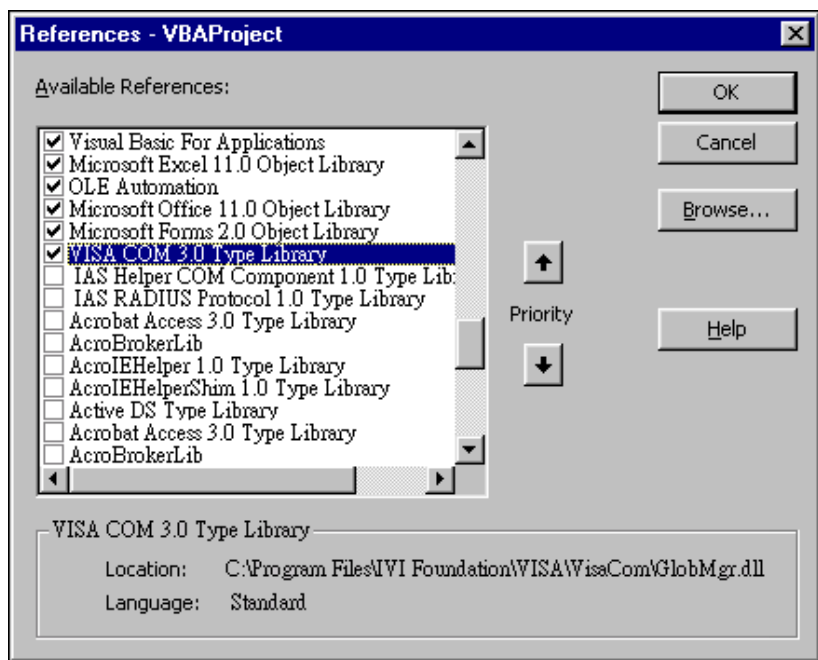 References - VBAProject
Available References:
OK
Visual Basic For Applications
Microsoft Excel 11.0 Object Library
OLE Automation
Microsoft Office 11.0 Object Library
Microsoft Forms 2.0 Object Library
VISA COM 3.0 Type Library
IAS Helper COM Component 1.0 Type Lib:
IAS RADIUS Protocol 1.0 Type Library
Acrobat Access 3.0 Type Library
AcroBrokerLib
AcroIEHelper 1.0 Type Library
AcroIEHelperShim 1.0 Type Library
Active DS Type Library
Acrobat Access 3.0 Type Library
AcroBrokerLib
Cancel
Browse...
Priority
Help
VISA COM 3.0 Type Library
Location: C:\Program Files\IVI Foundation\VISA\VisaCom\GlobMgr.dll
Language: Standard